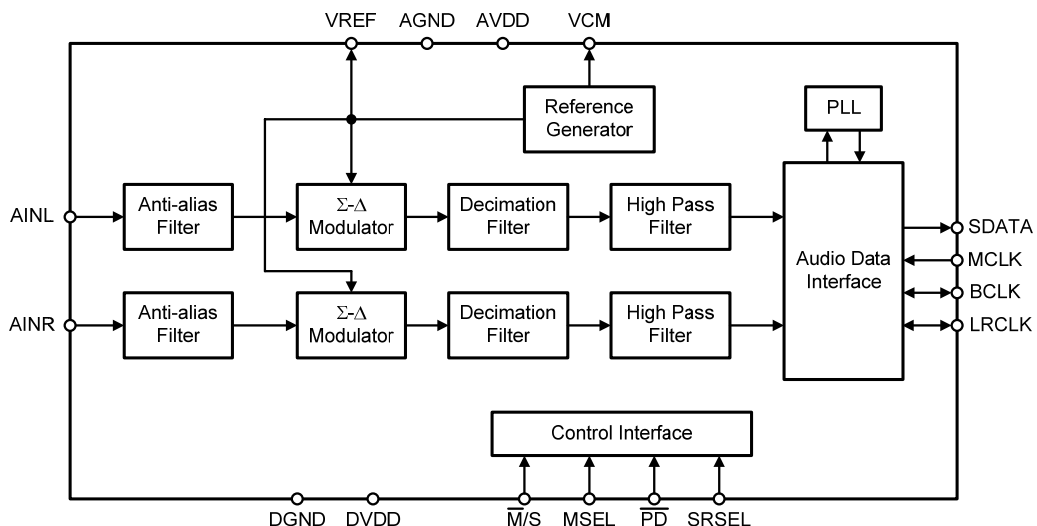 VREF AGND AVDD VCM
Reference
Generator
PLL
AINL
Anti-alias
Filter
Σ-Δ
Modulator
Decimation
Filter
High Pass
Filter
Audio Data
Interface
SDATA
MCLK
BCLK
LRCLK
AINR
Anti-alias
Filter
Σ-Δ
Modulator
Decimation
Filter
High Pass
Filter
Control Interface
DGND DVDD M̅/S MSEL P̅D̅ SRSEL